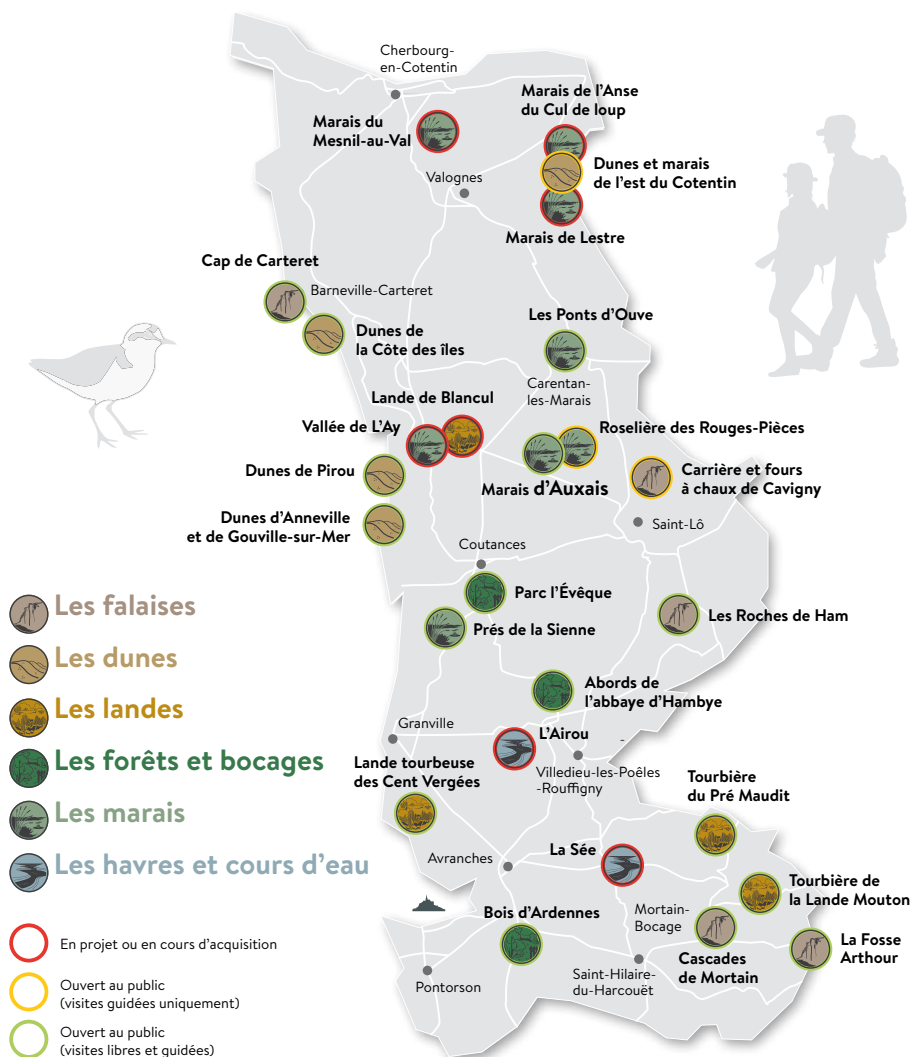 Cherbourg-
en-Cotentin
Marais de l'Anse
du Cul de loup
Marais du
Mesnil-au-Val
Dunes et marais
de l'est du Cotentin
Valognes
Marais de Lestre
Cap de Carteret
Barneville-Carteret
Les Ponts d'Ouve
Dunes de
la Côte des îles
Carentan-
les-Marais
Lande de Blancul
Vallée de L'Ay
Roselière des Rouges-Pièces
Dunes de Pirou
Marais d'Auxais
Carrière et fours
à chaux de Cavigny
Dunes d'Anneville
et de Gouville-sur-Mer
Saint-Lô
Coutances
Parc l'Évêque
Les Roches de Ham
Prés de la Sienne
Abords de
l'abbaye d'Hambye
Granville
L'Airou
Lande tourbeuse
des Cent Vergées
Villedieu-les-Poêles
-Rouffigny
Tourbière
du Pré Maudit
La Sée
Avranches
Tourbière de
la Lande Mouton
Bois d'Ardennes
Mortain-
Bocage
La Fosse
Arthour
Cascades
de Mortain
Pontorson
Saint-Hilaire-
du-Harcouët
Les falaises
Les dunes
Les landes
Les forêts et bocages
Les marais
Les havres et cours d'eau
En projet ou en cours d'acquisition
Ouvert au public
(visites guidées uniquement)
Ouvert au public
(visites libres et guidées)